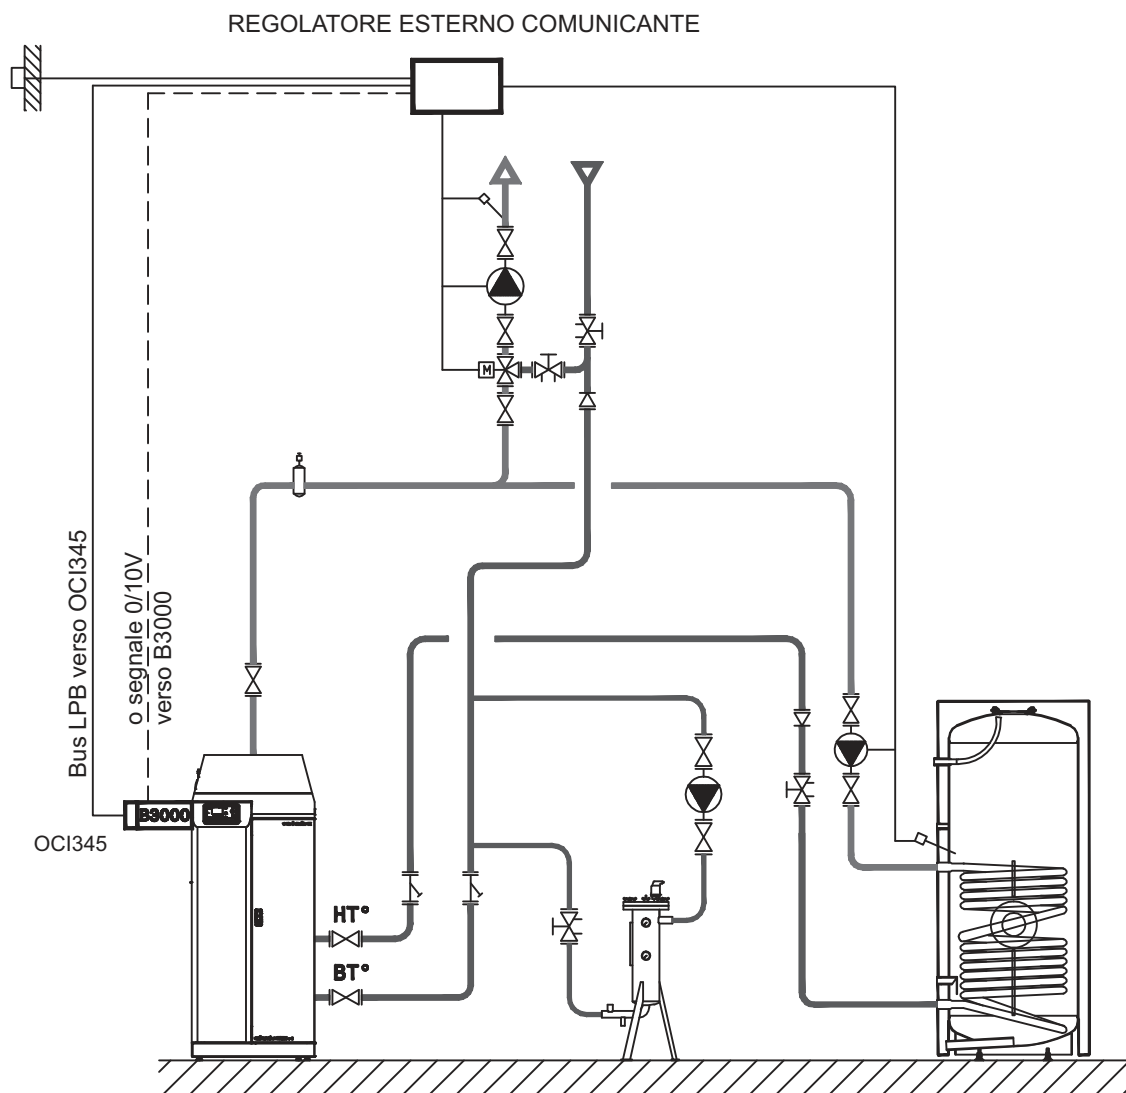 REGOLATORE ESTERNO COMUNICANTE
M
Bus LPB verso OCI345
o segnale 0/10V
verso B3000
B3000
OCI345
HT°
BT°